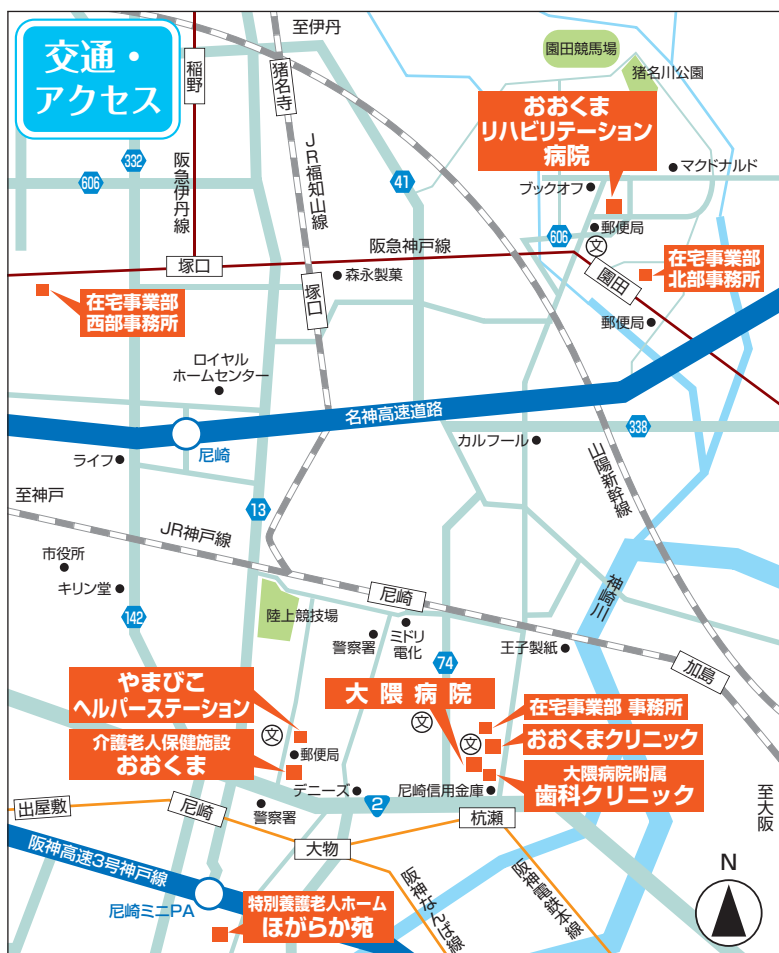 交通・
アクセス
至伊丹
稲野
猪名寺
園田競馬場
猪名川公園
おおくま
リハビリテーション
病院
マクドナルド
ブックオフ
郵便局
文
332
606
阪急伊丹線
JR福知山線
41
606
阪急神戸線
塚口
塚口
森永製菓
園田
在宅事業部
北部事務所
在宅事業部
西部事務所
郵便局
ロイヤル
ホームセンター
名神高速道路
尼崎
ライフ
カルフール
338
山陽新幹線
至神戸
13
JR神戸線
市役所
キリン堂
142
尼崎
神崎川
陸上競技場
警察署
ミドリ
電化
74
王子製紙
加島
やまびこ
ヘルパーステーション
大隈病院
在宅事業部 事務所
おおくまクリニック
文
文
文
郵便局
介護老人保健施設
おおくま
大隈病院附属
歯科クリニック
デニーズ
2
尼崎信用金庫
至大阪
出屋敷
尼崎
警察署
大物
杭瀬
阪神高速3号神戸線
尼崎ミニPA
阪神なんば線
阪神電鉄本線
特別養護老人ホーム
ほがらか苑
N